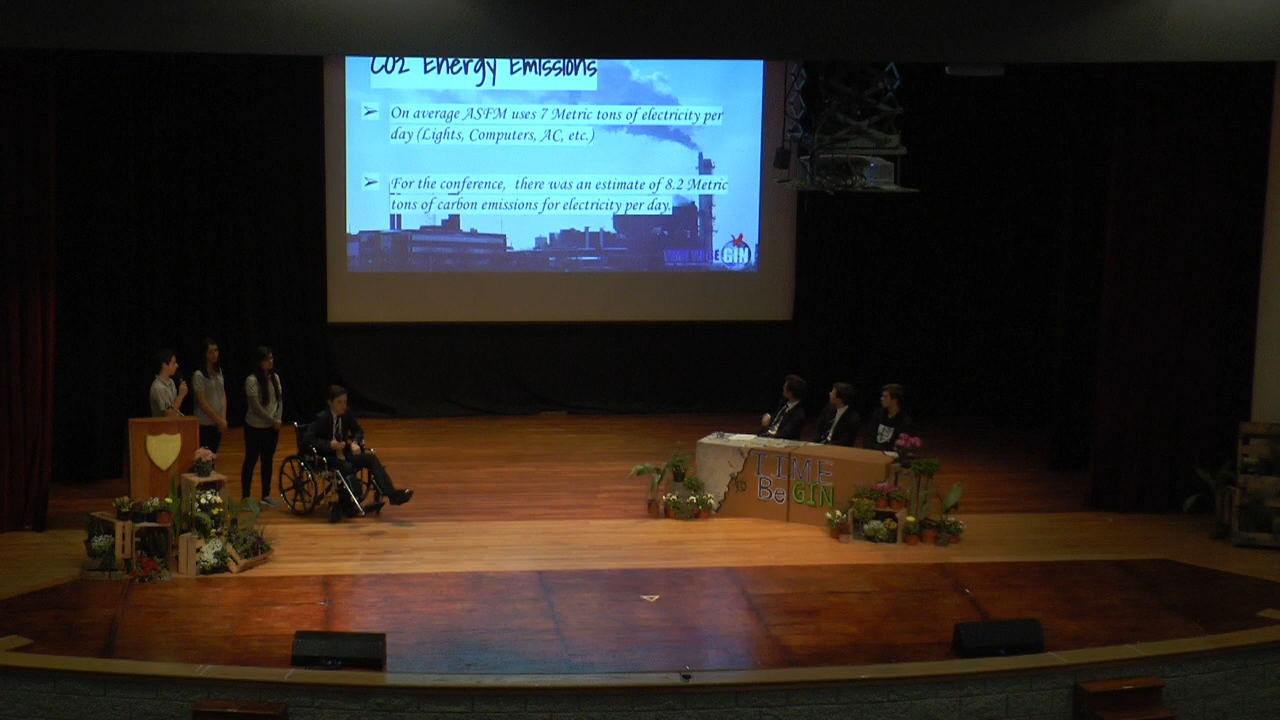 CO2 Energy Emissions
On average ASFM uses 7 Metric tons of electricity per
day (Lights, Computers, AC, etc.)
For the conference, there was an estimate of 8.2 Metric
tons of carbon emissions for electricity per day.
GIN
TIME
to
Be GIN